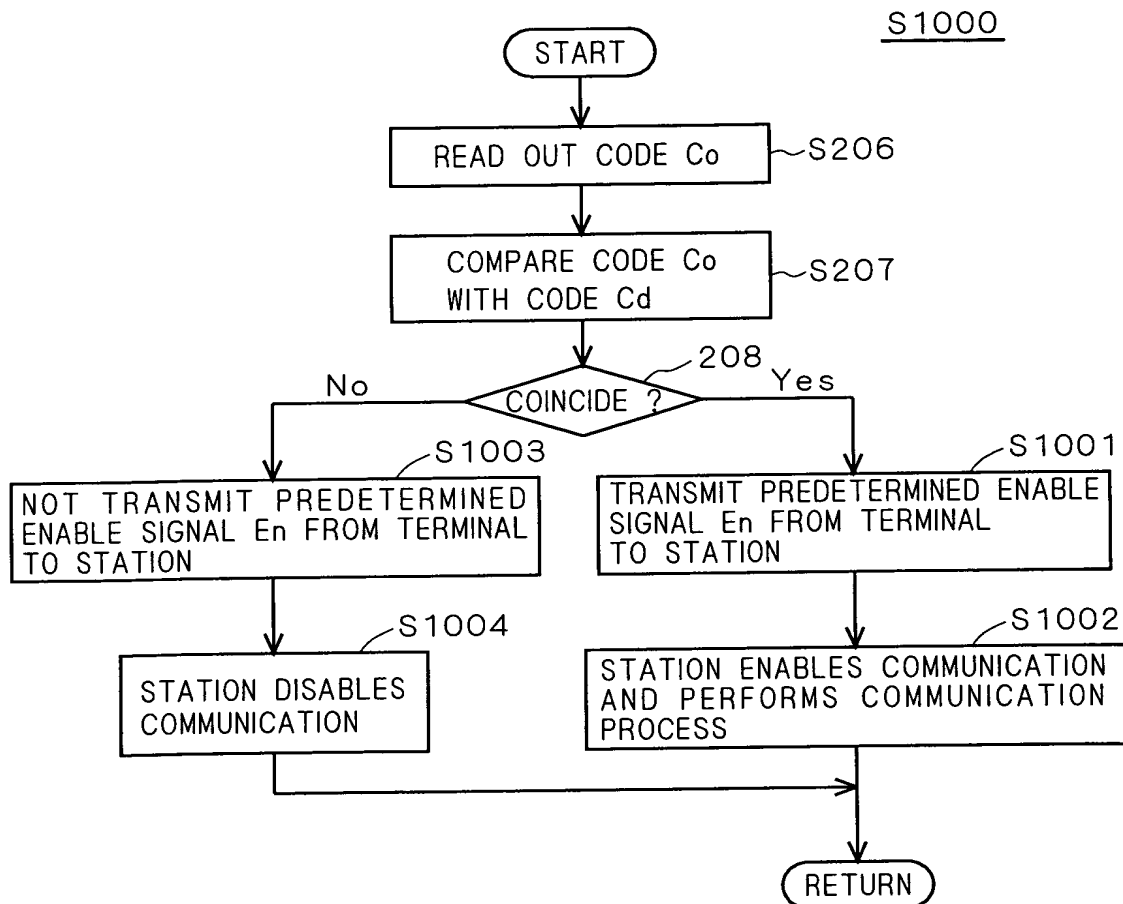 S1000
START
READ OUT CODE Co
S206
COMPARE CODE Co
WITH CODE Cd
S207
208
COINCIDE ?
No
Yes
S1003
NOT TRANSMIT PREDETERMINED
ENABLE SIGNAL En FROM TERMINAL
TO STATION
S1001
TRANSMIT PREDETERMINED ENABLE
SIGNAL En FROM TERMINAL
TO STATION
S1004
STATION DISABLES
COMMUNICATION
S1002
STATION ENABLES COMMUNICATION
AND PERFORMS COMMUNICATION
PROCESS
RETURN